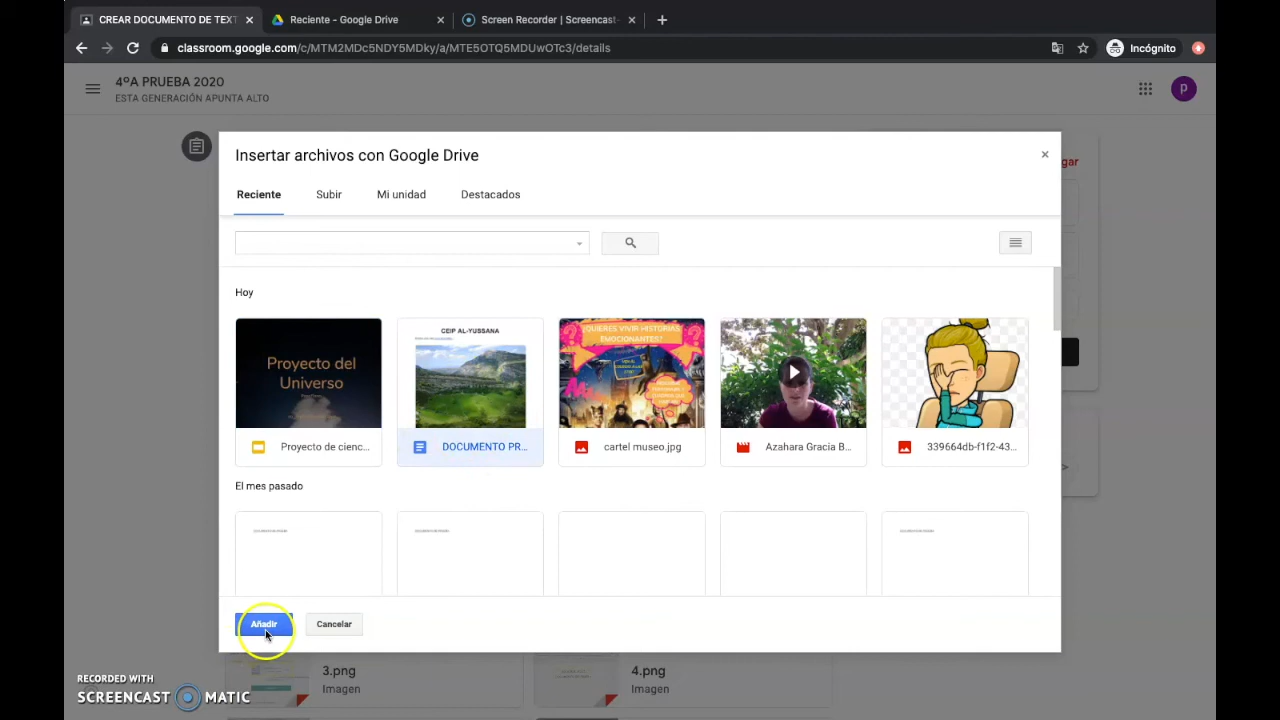 CREAR DOCUMENTO DE TEXT
Reciente - Google Drive
Screen Recorder | Screencast-
classroom.google.com/c/MTM2MDc5NDY5MDky/a/MTE5OTQ5MDUwOTc3/details
Incógnito
4ºA PRUEBA 2020
ESTA GENERACIÓN APUNTA ALTO
p
Insertar archivos con Google Drive
gar
Reciente
Subir
Mi unidad
Destacados
Hoy
Proyecto del
Universo
CEIP AL-YUSSANA
¿QUIERES VIVIR HISTORIAS
EMOCIONANTES?
Proyecto de cienc...
DOCUMENTO PR...
cartel museo.jpg
Azahara Gracia B...
339664db-f1f2-43...
El mes pasado
Añadir
Cancelar
3.png
Imagen
4.png
Imagen
RECORDED WITH
SCREENCAST MATIC